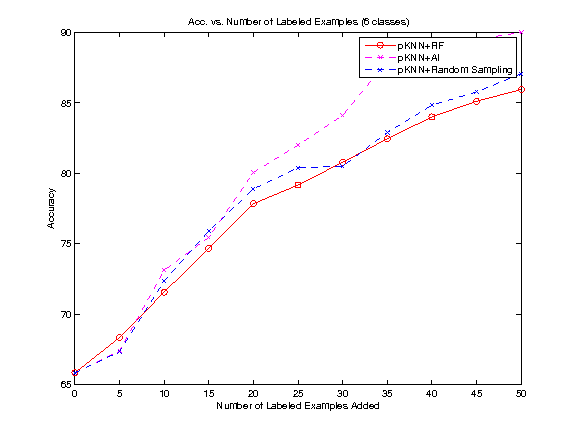 Acc. vs. Number of Labeled Examples (6 classes)
pKNN+RF
pKNN+AI
pKNN+Random Sampling
90
85
80
75
70
65
Accuracy
0 5 10 15 20 25 30 35 40 45 50
Number of Labeled Examples Added